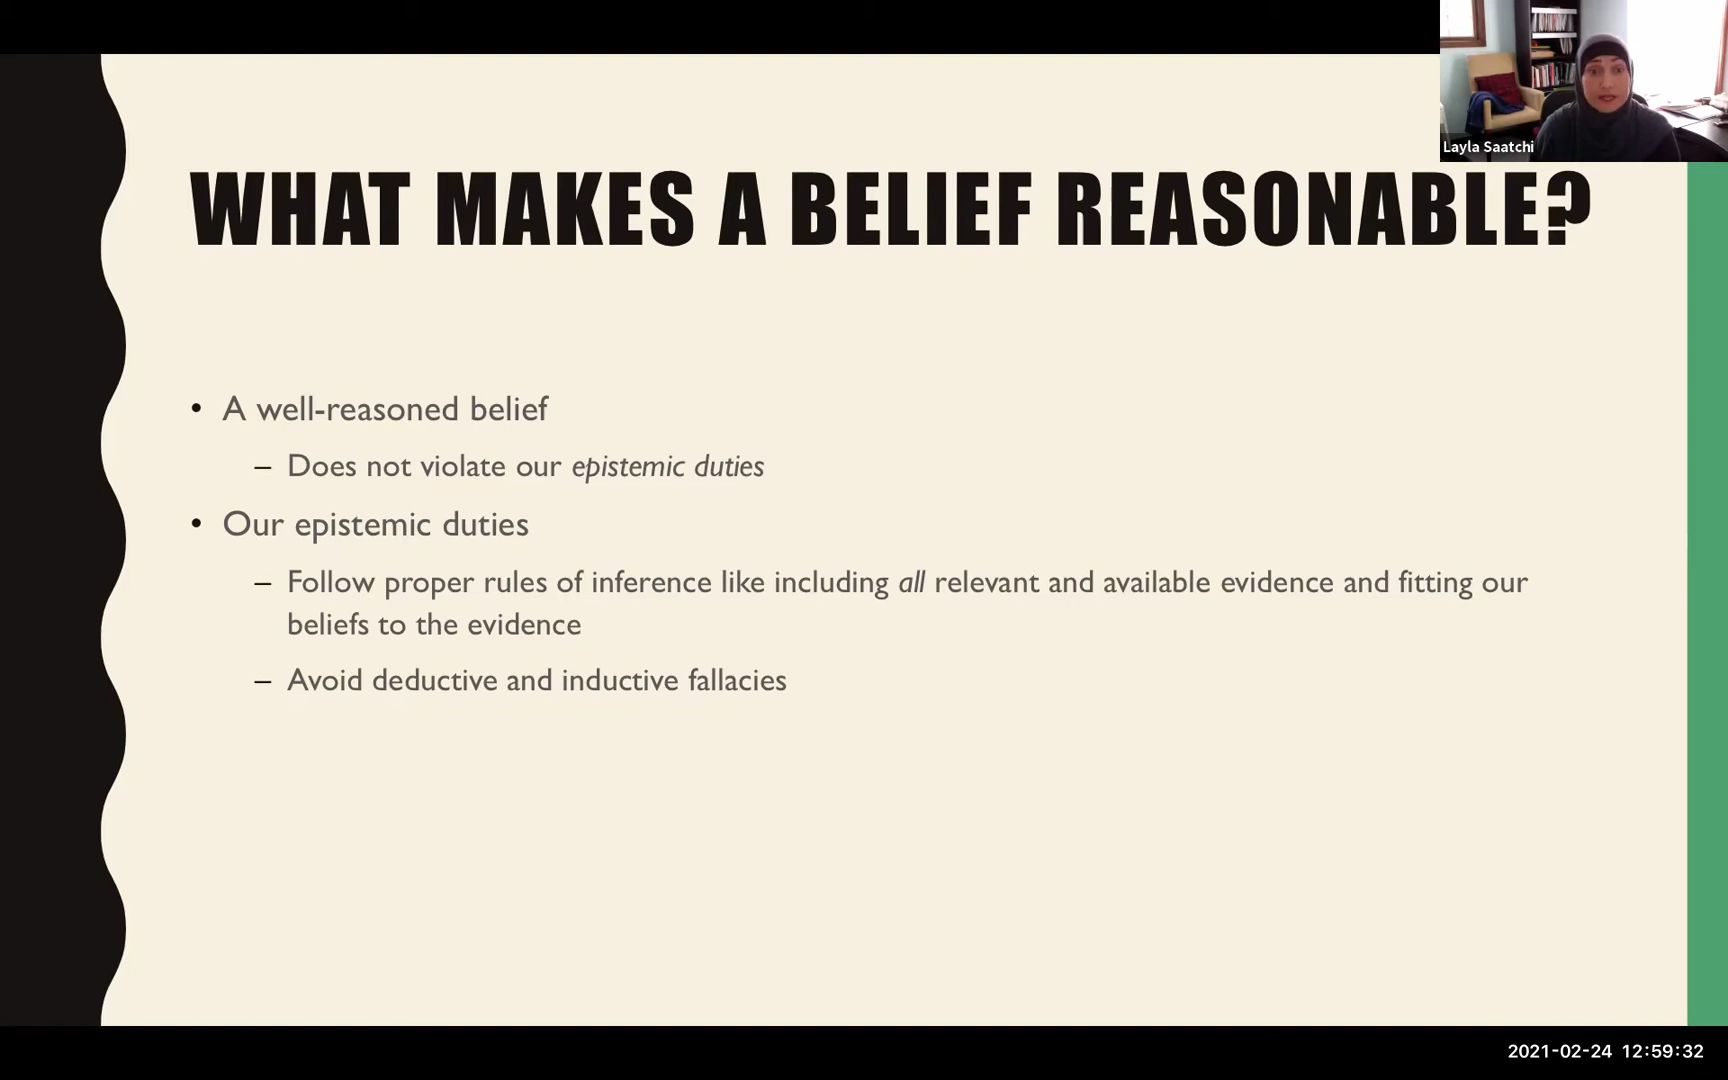 Layla Saatchi
WHAT MAKES A BELIEF REASONABLE?
• A well-reasoned belief
– Does not violate our epistemic duties
• Our epistemic duties
– Follow proper rules of inference like including all relevant and available evidence and fitting our
beliefs to the evidence
– Avoid deductive and inductive fallacies
2021-02-24 12:59:32